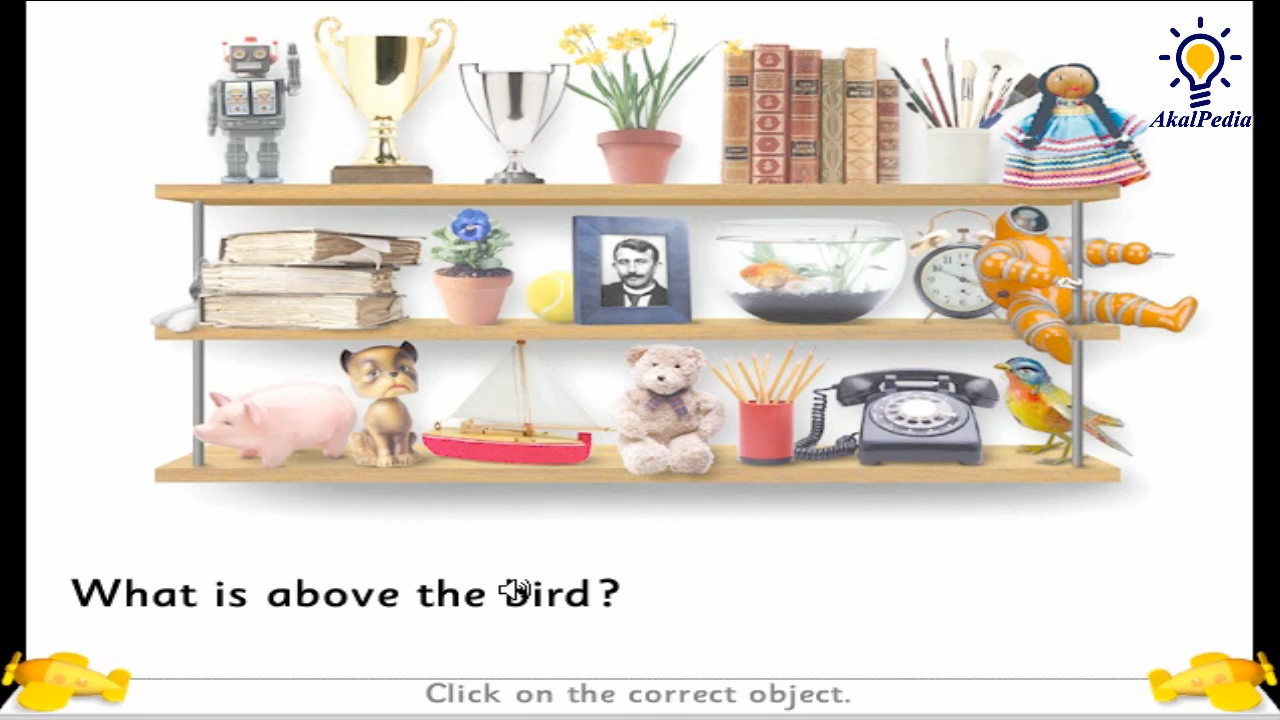 AkalPedia
What is above the bird?
Click on the correct object.